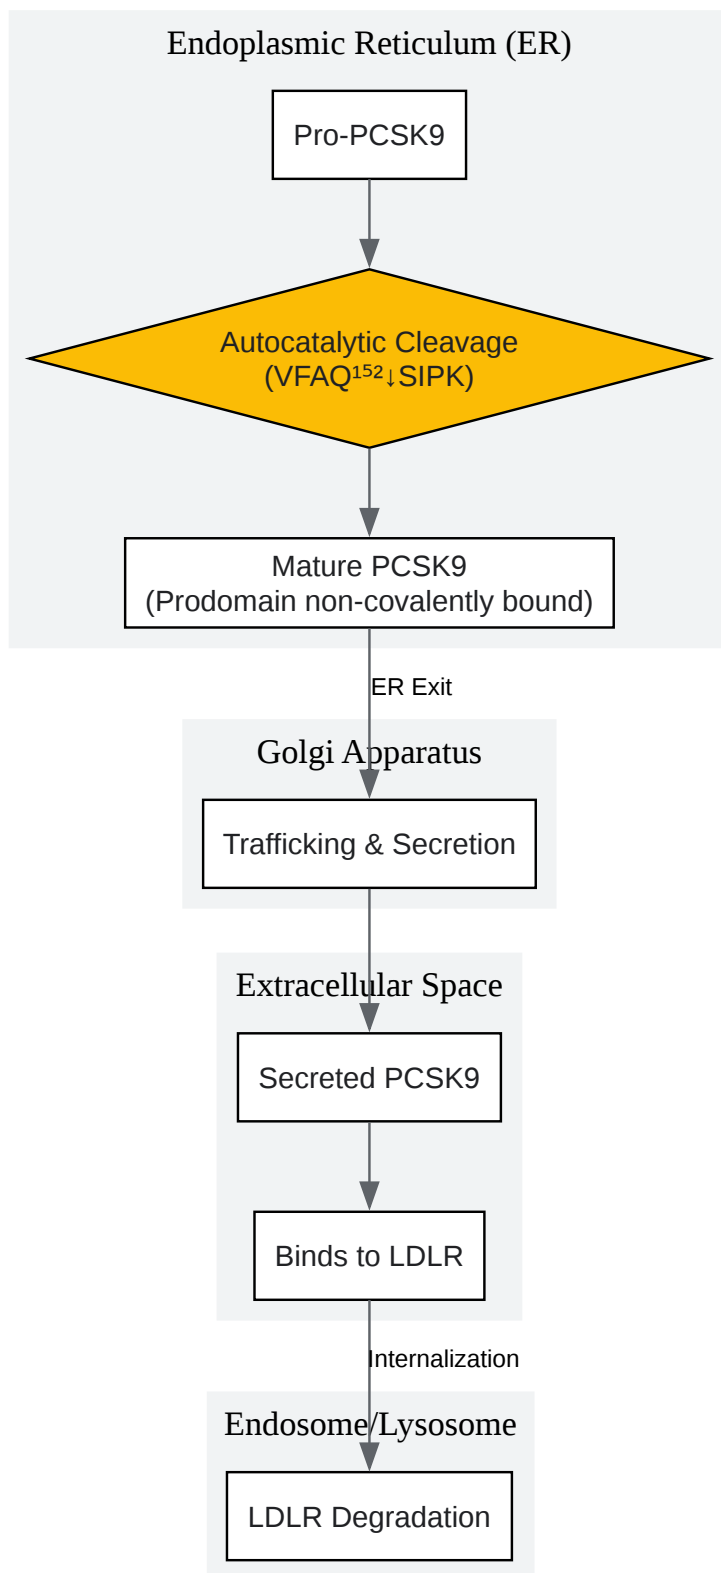 Endoplasmic Reticulum (ER)
Pro-PCSK9
Autocatalytic Cleavage
(VFAQ¹⁵²↓SIPK)
Mature PCSK9
(Prodomain non-covalently bound)
ER Exit
Golgi Apparatus
Trafficking & Secretion
Extracellular Space
Secreted PCSK9
Binds to LDLR
Internalization
Endosome/Lysosome
LDLR Degradation